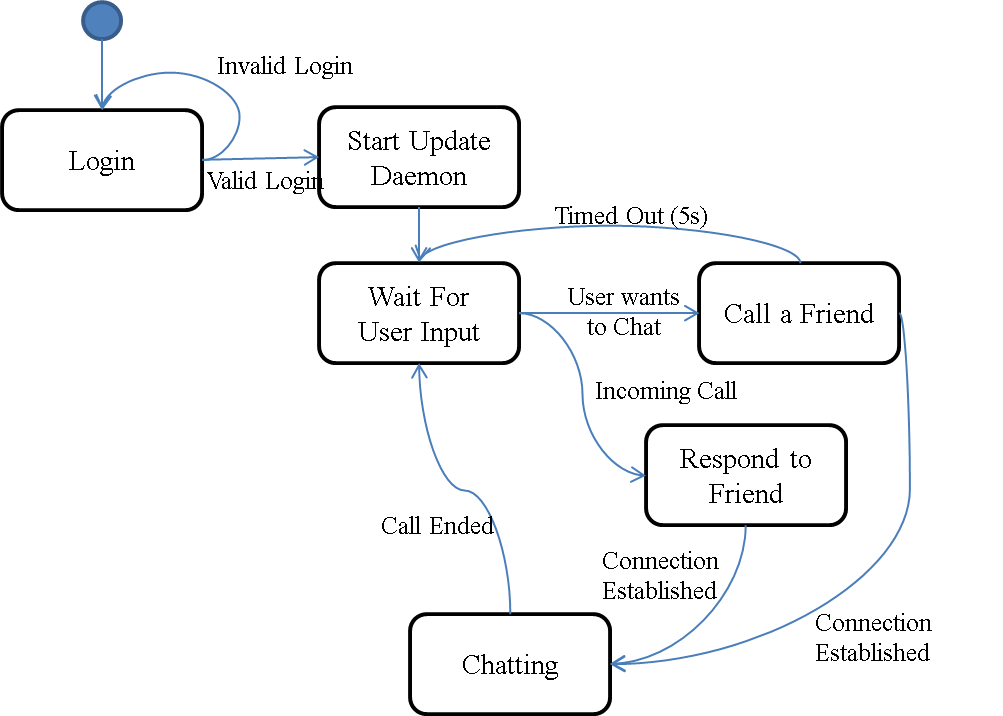 Invalid Login
Login
Valid Login
Start Update
Daemon
Timed Out (5s)
Wait For
User Input
User wants
to Chat
Call a Friend
Incoming Call
Respond to
Friend
Call Ended
Connection
Established
Connection
Established
Chatting